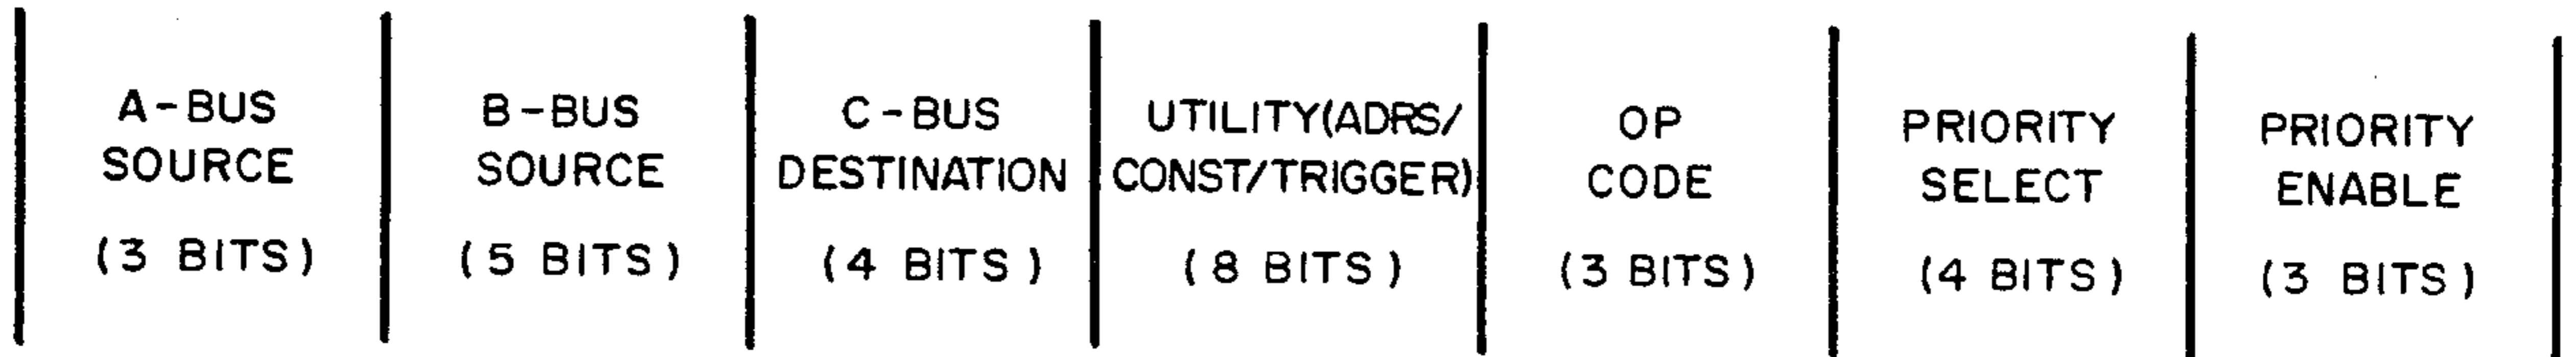 A-BUS
SOURCE
(3 BITS)
B-BUS
SOURCE
(5 BITS)
C-BUS
DESTINATION
(4 BITS)
UTILITY(ADRS/
CONST/TRIGGER)
(8 BITS)
OP
CODE
(3 BITS)
PRIORITY
SELECT
(4 BITS)
PRIORITY
ENABLE
(3 BITS)